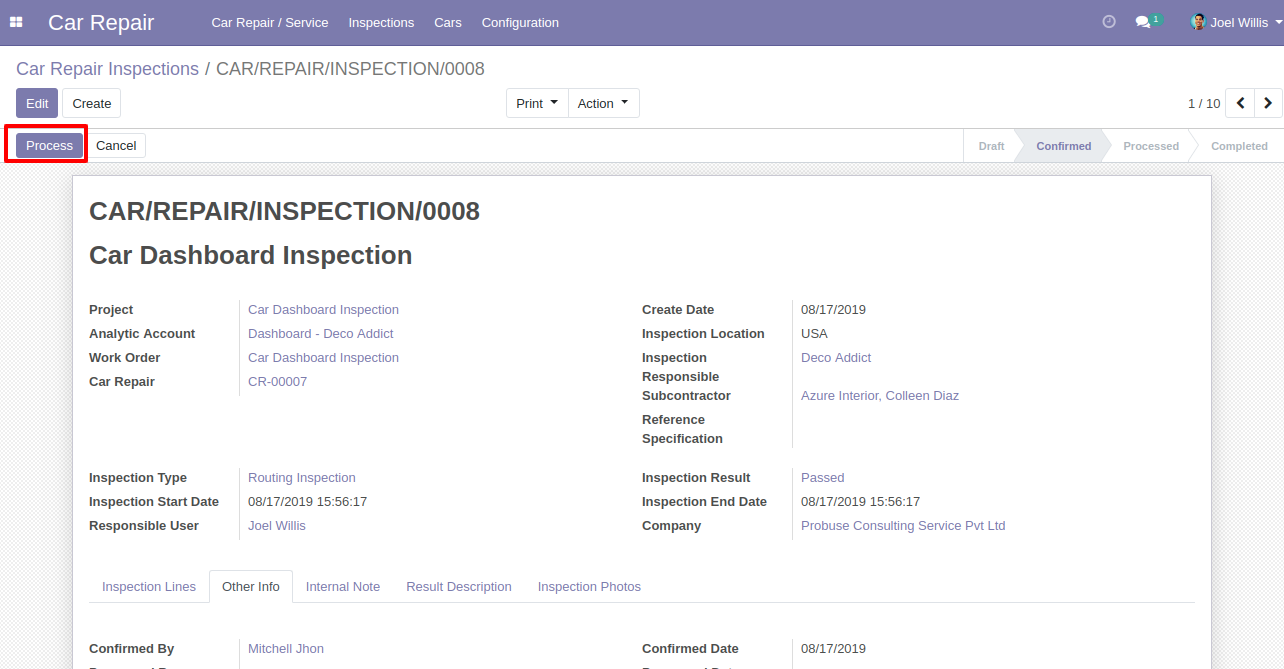 Car Repair Car Repair / Service Inspections Cars Configuration 1 Joel Willis
Car Repair Inspections / CAR/REPAIR/INSPECTION/0008
Edit Create Print Action 1 / 10
Process Cancel Draft Confirmed Processed Completed
CAR/REPAIR/INSPECTION/0008
Car Dashboard Inspection
Project Car Dashboard Inspection
Analytic Account Dashboard - Deco Addict
Work Order Car Dashboard Inspection
Car Repair CR-00007
Create Date 08/17/2019
Inspection Location USA
Inspection Deco Addict
Responsible
Subcontractor Azure Interior, Colleen Diaz
Reference
Specification
Inspection Type Routing Inspection
Inspection Start Date 08/17/2019 15:56:17
Responsible User Joel Willis
Inspection Result Passed
Inspection End Date 08/17/2019 15:56:17
Company Probuse Consulting Service Pvt Ltd
Inspection Lines Other Info Internal Note Result Description Inspection Photos
Confirmed By Mitchell Jhon
Confirmed Date 08/17/2019